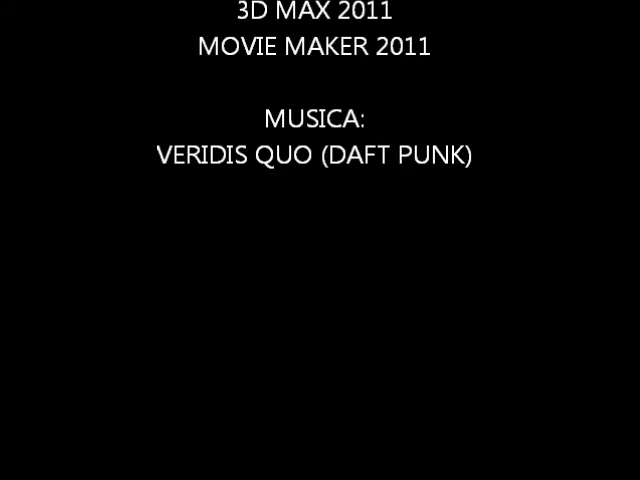 3D MAX 2011
MOVIE MAKER 2011
MUSICA:
VERIDIS QUO (DAFT PUNK)